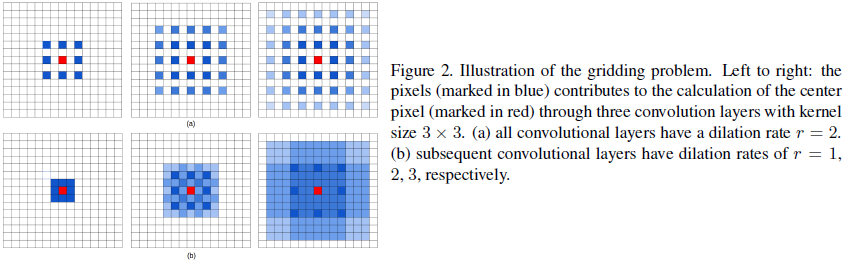 (a)
(b)
Figure 2. Illustration of the gridding problem. Left to right: the
pixels (marked in blue) contributes to the calculation of the center
pixel (marked in red) through three convolution layers with kernel
size 3 × 3. (a) all convolutional layers have a dilation rate r = 2.
(b) subsequent convolutional layers have dilation rates of r = 1,
2, 3, respectively.